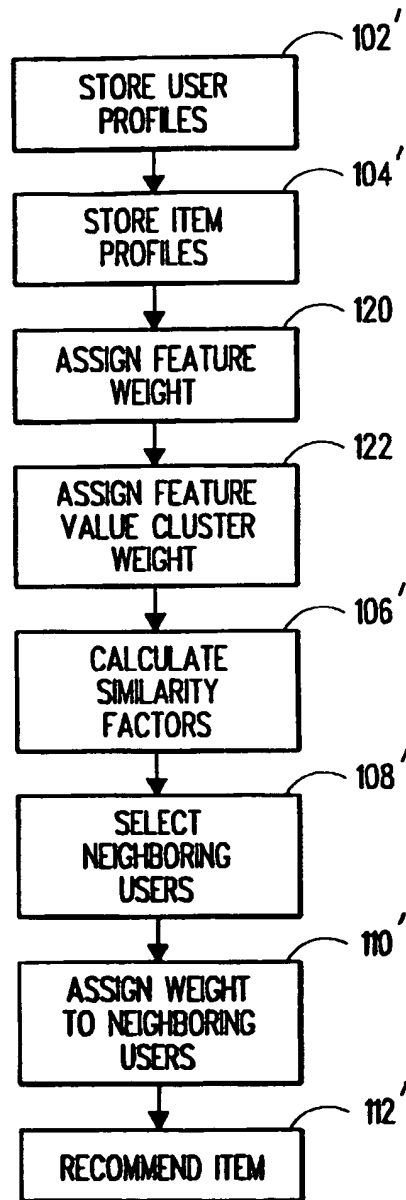 102'
STORE USER
PROFILES
104'
STORE ITEM
PROFILES
120
ASSIGN FEATURE
WEIGHT
122
ASSIGN FEATURE
VALUE CLUSTER
WEIGHT
106'
CALCULATE
SIMILARITY
FACTORS
108'
SELECT
NEIGHBORING
USERS
110'
ASSIGN WEIGHT
TO NEIGHBORING
USERS
112'
RECOMMEND ITEM